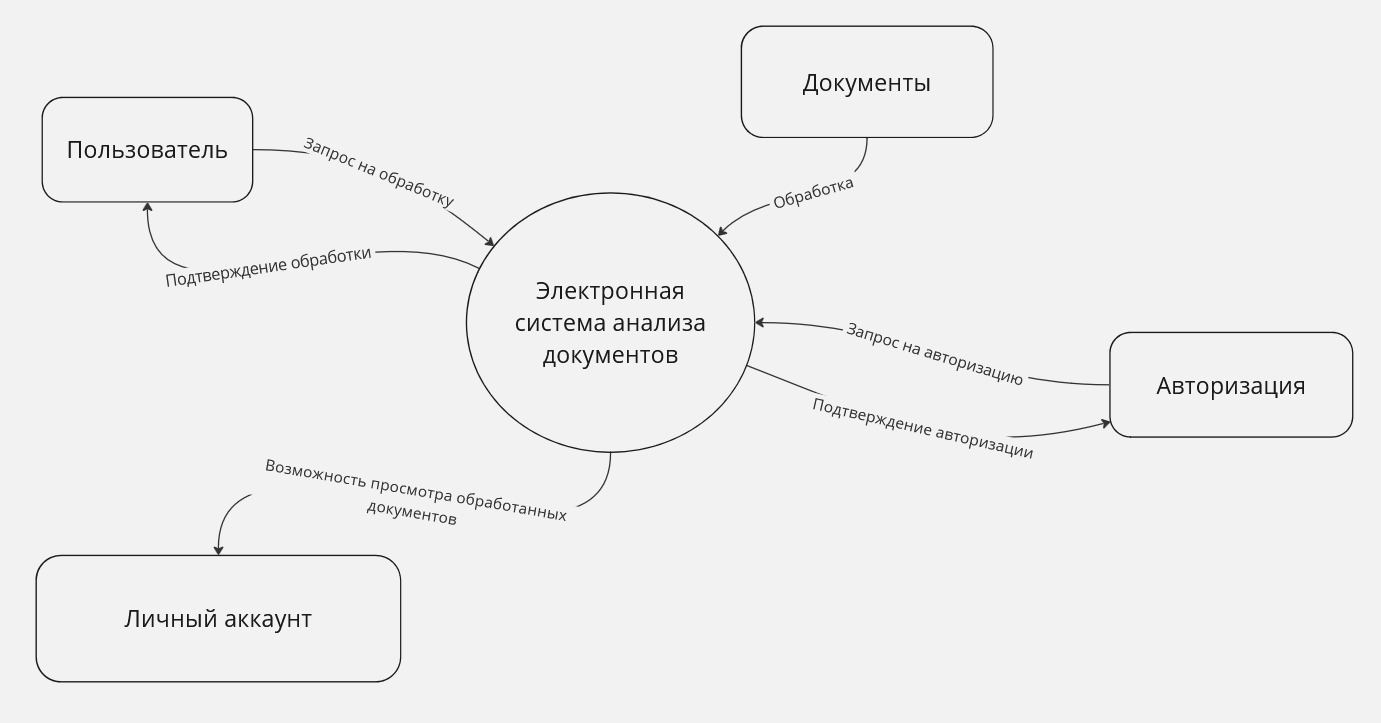 Документы
Пользователь
Запрос на обработку
Обработка
Подтверждение обработки
Электронная
система анализа
документов
Запрос на авторизацию
Авторизация
Подтверждение авторизации
Возможность просмотра обработанных
документов
Личный аккаунт